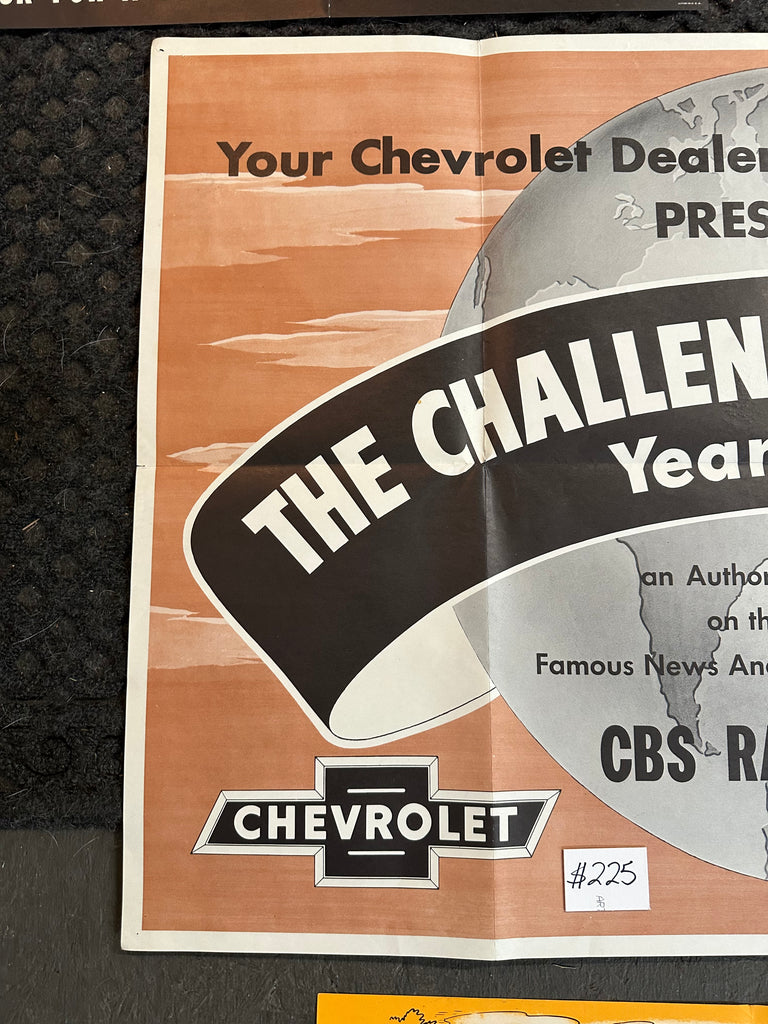 Your Chevrolet Dealer
PRES
THE CHALLEN
Year
an Author
on th
Famous News An
CBS RA
CHEVROLET
$225